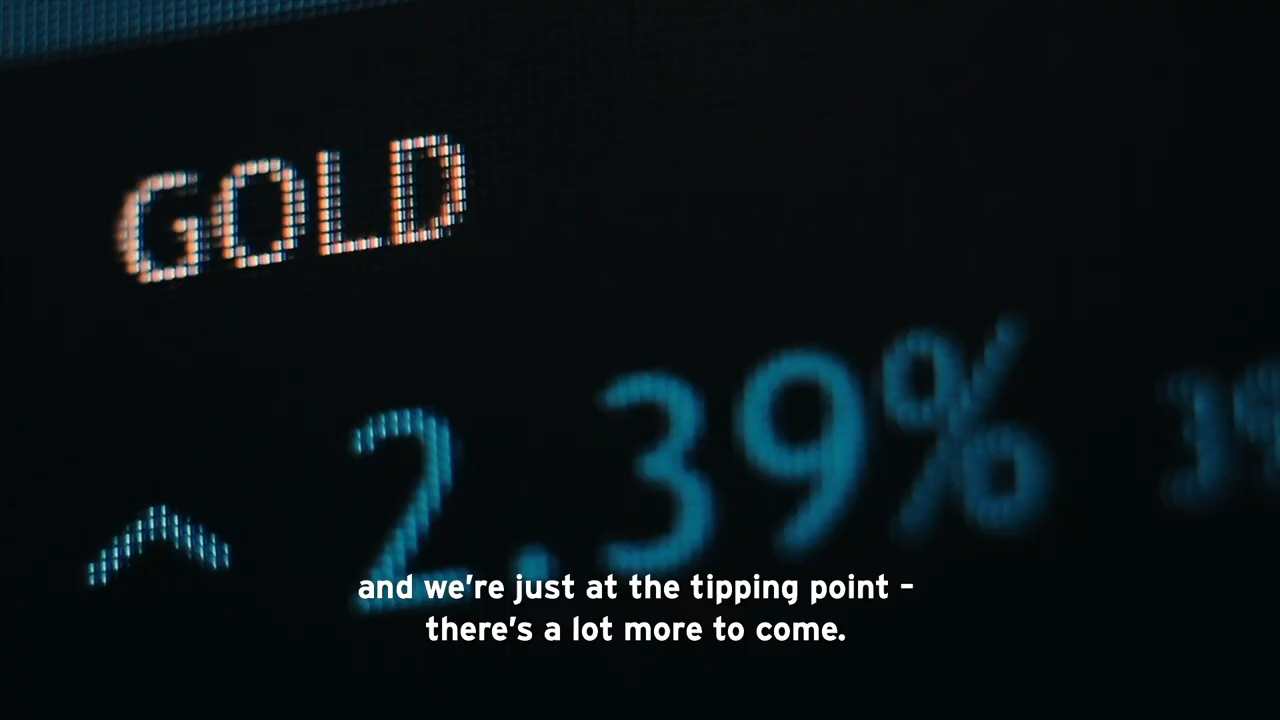 GOLD
2.39%
and we're just at the tipping point –
there's a lot more to come.